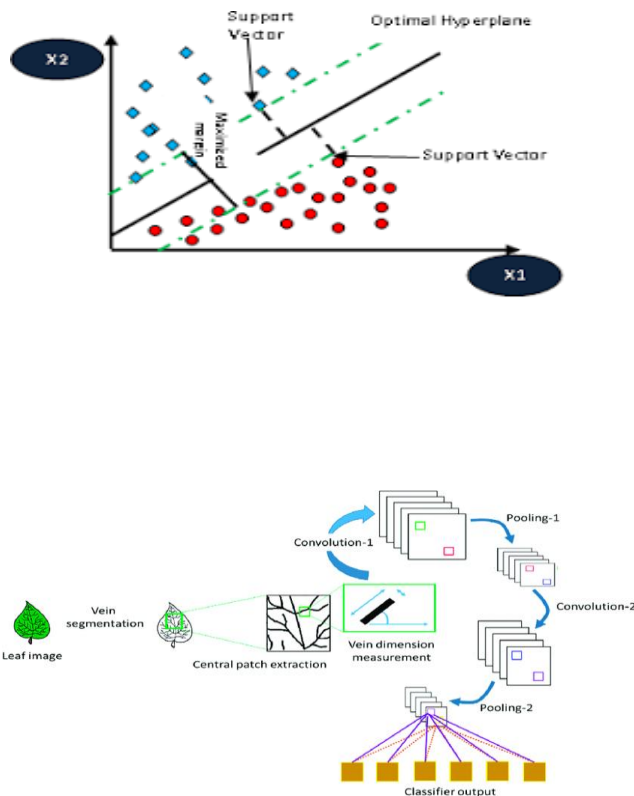 Support
Vector
Optimal Hyperplane
X2
Maximized
margin
Support Vector
X1
Pooling-1
Convolution-1
Convolution-2
Vein
segmentation
Leaf image
Central patch extraction
Vein dimension
measurement
Pooling-2
Classifier output